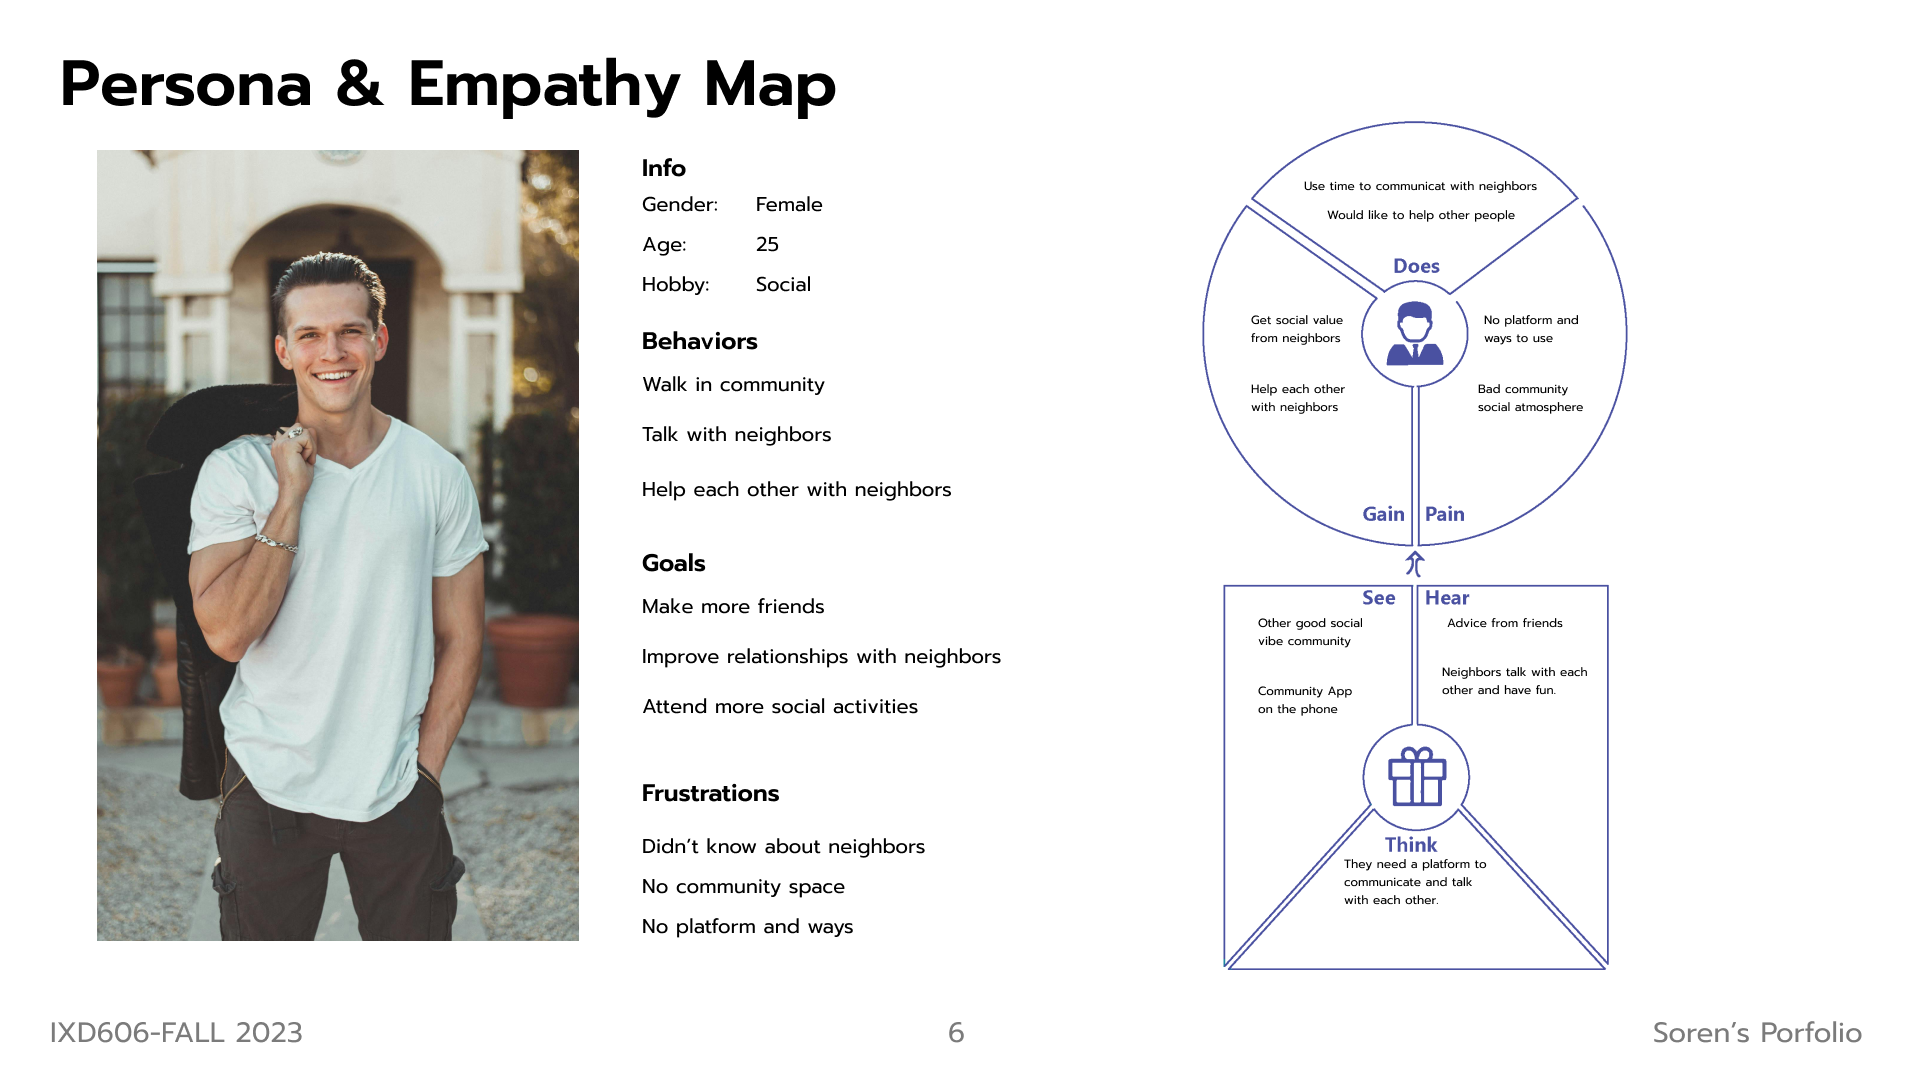 Persona & Empathy Map
Info
Gender: Female
Age: 25
Hobby: Social
Behaviors
Walk in community
Talk with neighbors
Help each other with neighbors
Goals
Make more friends
Improve relationships with neighbors
Attend more social activities
Frustrations
Didn't know about neighbors
No community space
No platform and ways
Use time to communicat with neighbors
Would like to help other people
Does
Get social value
from neighbors
Help each other
with neighbors
Gain
No platform and
ways to use
Bad community
social atmosphere
Pain
See
Other good social
vibe community
Community App
on the phone
Hear
Advice from friends
Neighbors talk with each
other and have fun.
Think
They need a platform to
communicate and talk
with each other.
IXD606-FALL 2023
6
Soren's Porfolio